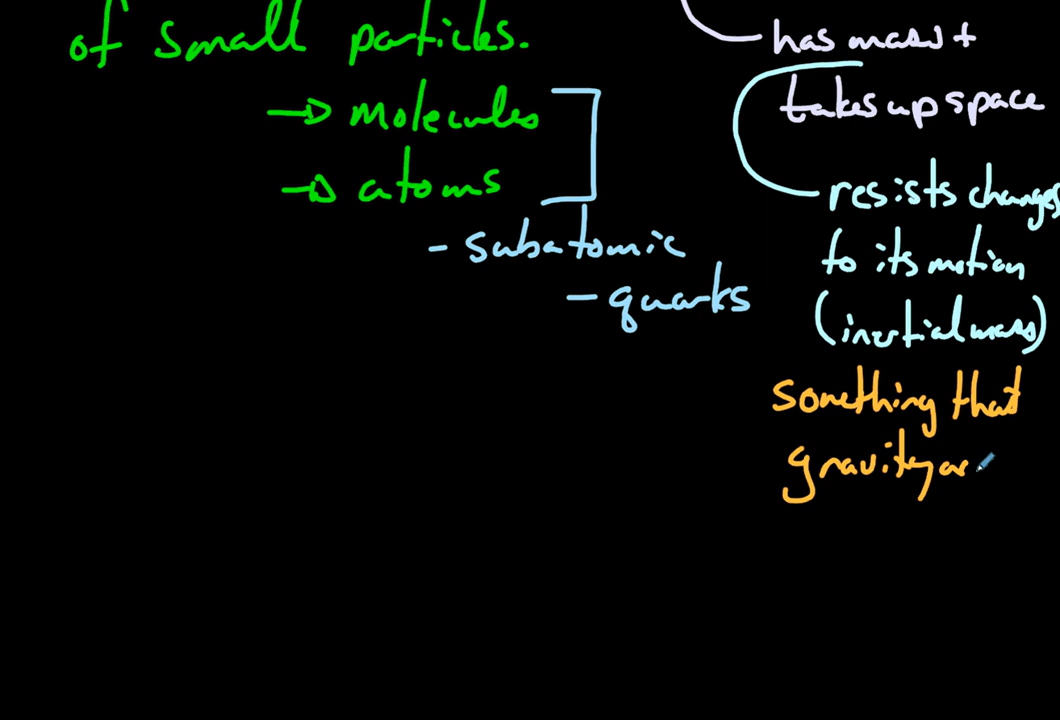 of small particles.
→ molecules
→ atoms
- subatomic
- quarks
has mass +
takes up space
resists changes
to its motion
(inertial mass)
something that
gravity